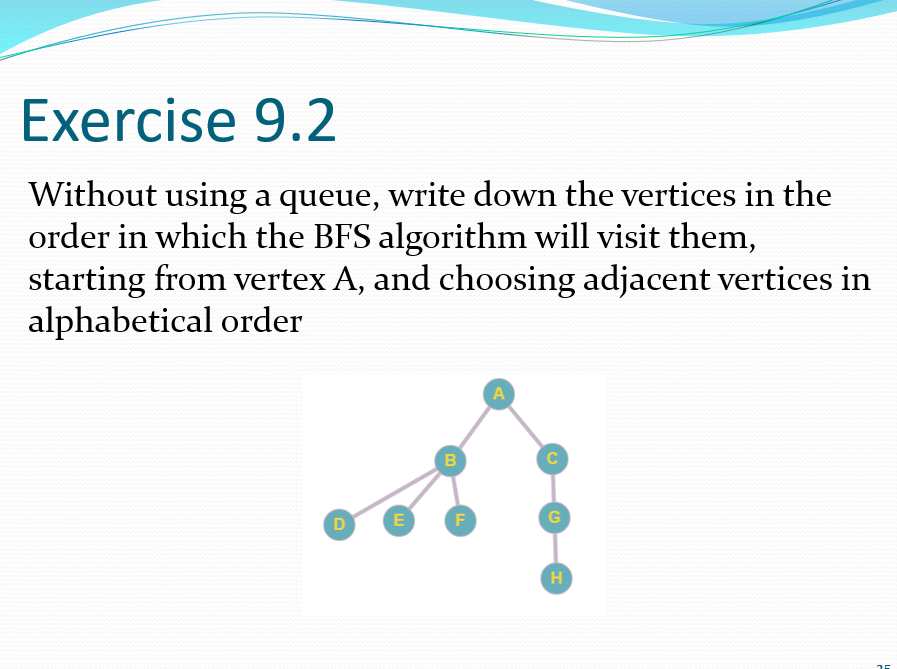 Exercise 9.2
Without using a queue, write down the vertices in the
order in which the BFS algorithm will visit them,
starting from vertex A, and choosing adjacent vertices in
alphabetical order
A
B
C
D
E
F
G
H